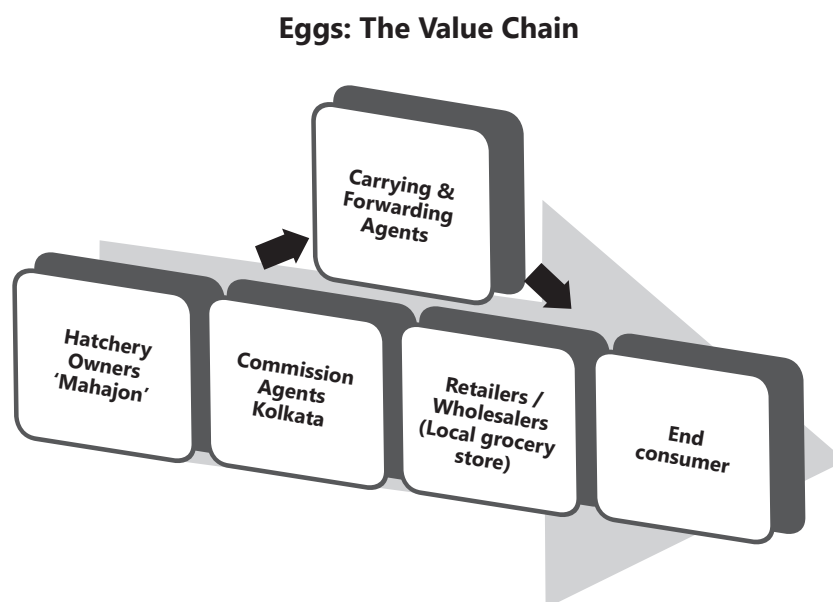 Eggs: The Value Chain
Carrying &
Forwarding
Agents
Hatchery
Owners
‘Mahajon’
Commission
Agents
Kolkata
Retailers /
Wholesalers
(Local grocery
store)
End
consumer